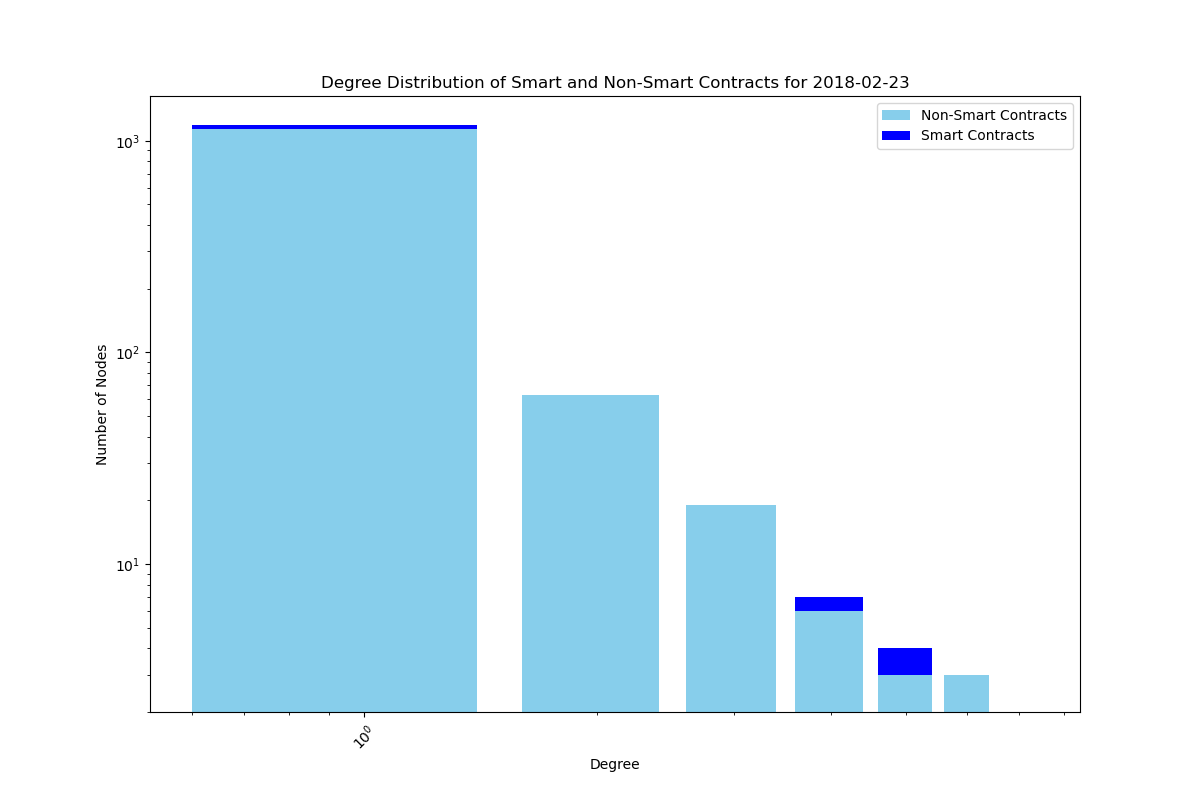 Degree Distribution of Smart and Non-Smart Contracts for 2018-02-23
Non-Smart Contracts
Smart Contracts
Number of Nodes
10³
10²
10¹
10⁰
Degree